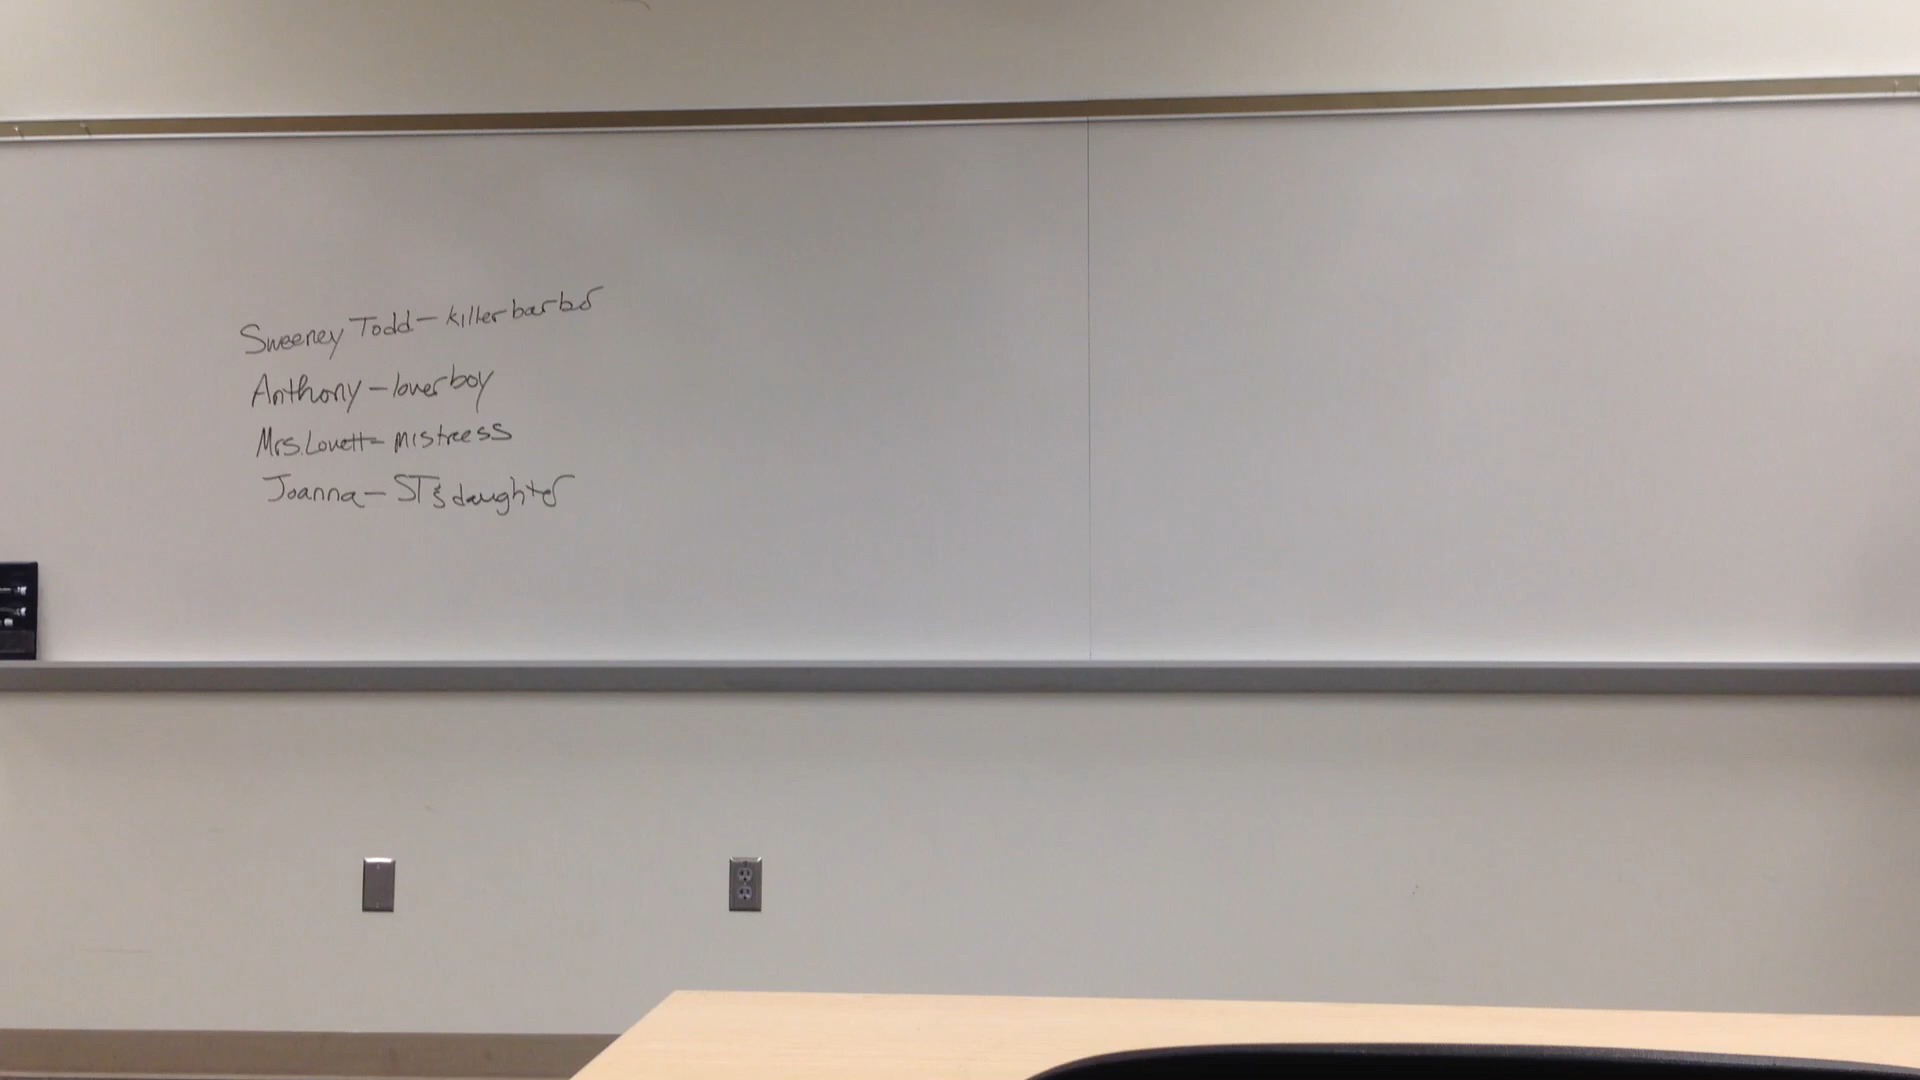 Sweeney Todd - killer barber
Anthony - lover boy
Mrs. Lovett - mistress
Joanna - ST's daughter